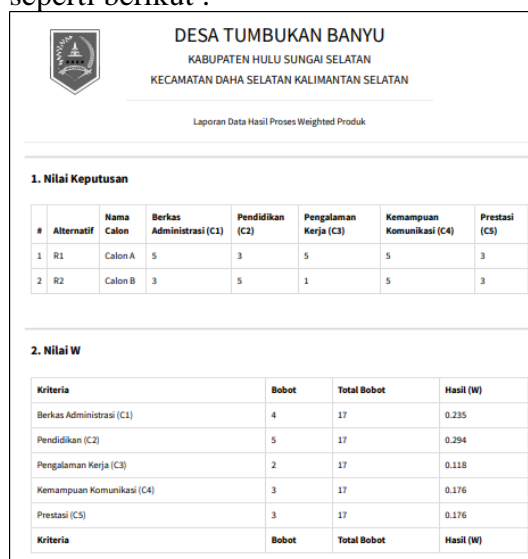 seperti berikut :
DESA TUMBUKAN BANYU
KABUPATEN HULU SUNGAI SELATAN
KECAMATAN DAHA SELATAN KALIMANTAN SELATAN
Laporan Data Hasil Proses Weighted Produk
1. Nilai Keputusan
# Alternatif Nama Calon Berkas Administrasi (C1) Pendidikan (C2) Pengalaman Kerja (C3) Kemampuan Komunikasi (C4) Prestasi (C5)
1 R1 Calon A 5 3 5 5 3
2 R2 Calon B 3 5 1 5 3
2. Nilai W
Kriteria Bobot Total Bobot Hasil (W)
Berkas Administrasi (C1) 4 17 0.235
Pendidikan (C2) 5 17 0.294
Pengalaman Kerja (C3) 2 17 0.118
Kemampuan Komunikasi (C4) 3 17 0.176
Prestasi (C5) 3 17 0.176
Kriteria Bobot Total Bobot Hasil (W)